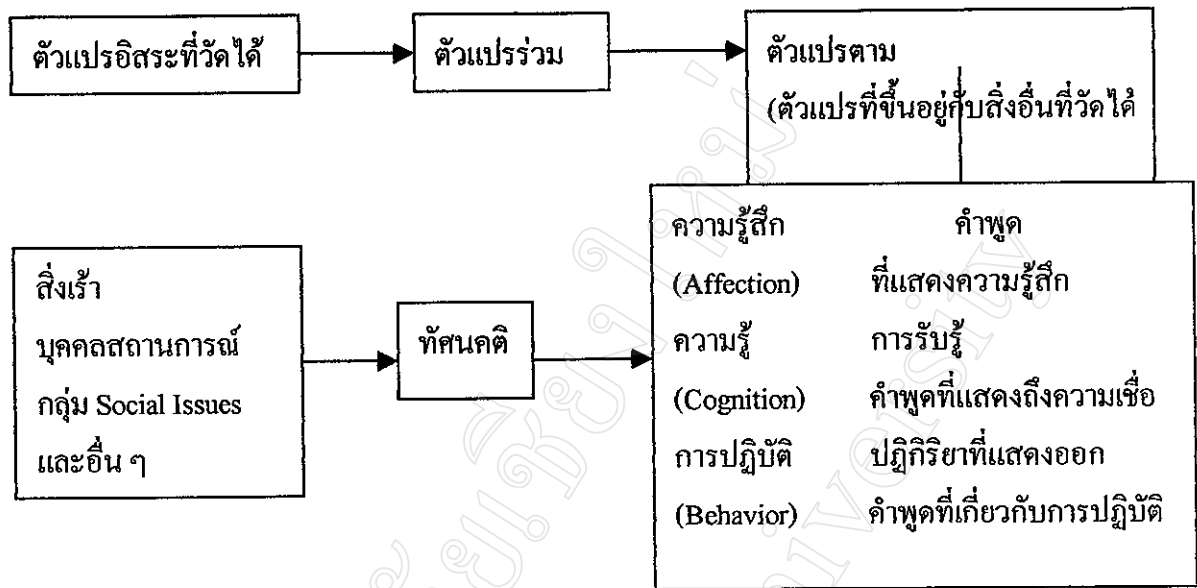 ตัวแปรอิสระที่วัดได้
ตัวแปรร่วม
ตัวแปรตาม
(ตัวแปรที่ขึ้นอยู่กับสิ่งอื่นที่วัดได้
สิ่งเร้า
บุคคลสถานการณ์
กลุ่ม Social Issues
และอื่น ๆ
ทัศนคติ
ความรู้สึก คำพูด
(Affection) ที่แสดงความรู้สึก
ความรู้ การรับรู้
(Cognition) คำพูดที่แสดงถึงความเชื่อ
การปฏิบัติ ปฏิกิริยาที่แสดงออก
(Behavior) คำพูดที่เกี่ยวกับการปฏิบัติ